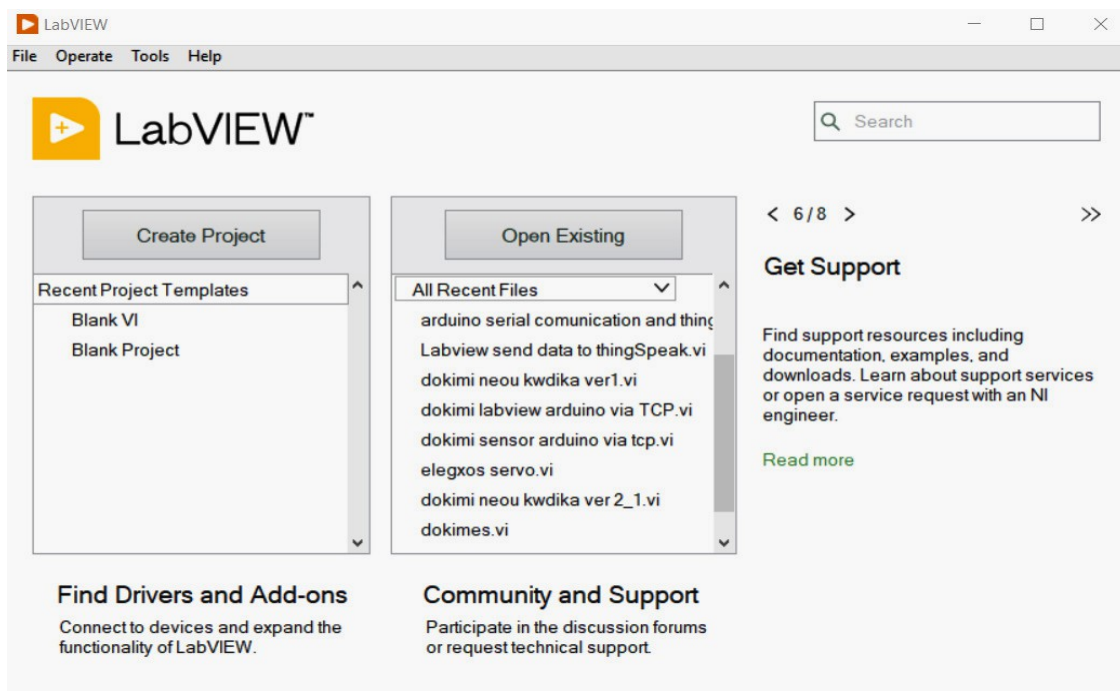 LabVIEW
File Operate Tools Help
LabVIEW™
Search
Create Project
Recent Project Templates
Blank VI
Blank Project
Open Existing
All Recent Files
arduino serial comunication and thing
Labview send data to thingSpeak.vi
dokimi neou kwdika ver1.vi
dokimi labview arduino via TCP.vi
dokimi sensor arduino via tcp.vi
elegxos servo.vi
dokimi neou kwdika ver 2_1.vi
dokimes.vi
< 6/8 > >>
Get Support
Find support resources including
documentation, examples, and
downloads. Learn about support services
or open a service request with an NI
engineer.
Read more
Find Drivers and Add-ons
Connect to devices and expand the
functionality of LabVIEW.
Community and Support
Participate in the discussion forums
or request technical support.